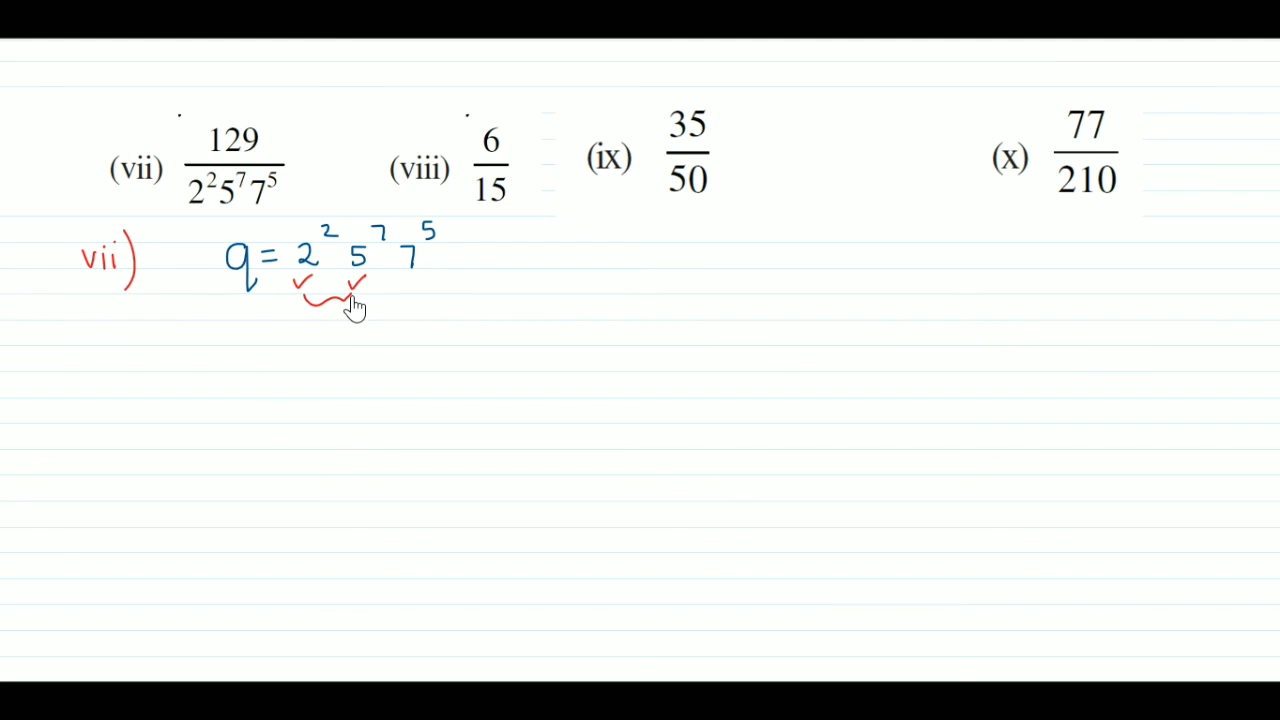 (vii) 129/2²5⁷7⁵ (viii) 6/15 (ix) 35/50 (x) 77/210
vii) q = 2² 5⁷ 7⁵